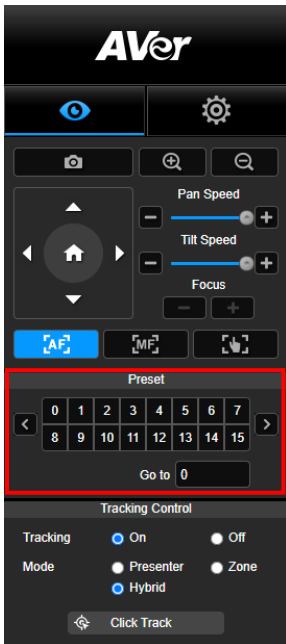 AVer
Pan Speed
Tilt Speed
Focus
AF MF
Preset
0 1 2 3 4 5 6 7
8 9 10 11 12 13 14 15
Go to 0
Tracking Control
Tracking On Off
Mode Presenter Zone
Hybrid
Click Track